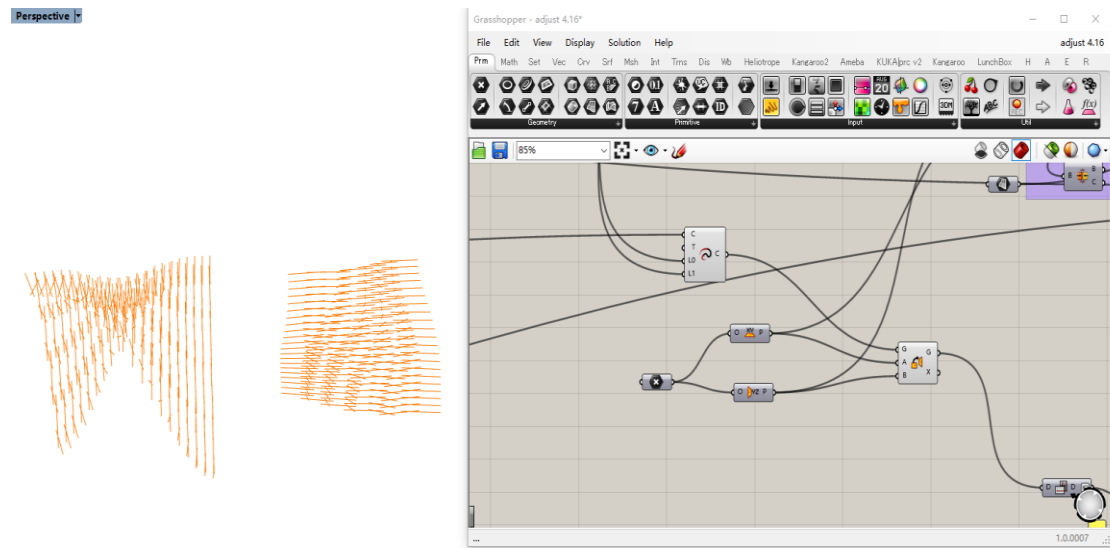 Perspective
Grasshopper - adjust 4.16*
File Edit View Display Solution Help
adjust 4.16
Prm Math Set Vec Crv Srf Msh Int Trns Dis Wb Heliotrope Kangaroo2 Ameba KUKA|prc v2 Kangaroo LunchBox H A E R
Geometry
Primitive
Input
Util
85%
B
B
C
C
T
L0
L1
C
O XY P
O YZ P
G
A
B
G
X
D D
...
1.0.0007